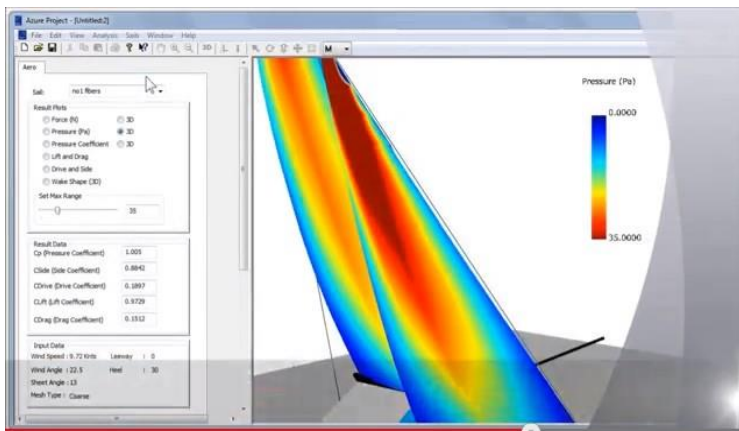 Azure Project - [Untitled:2]
File Edit View Analysis Sails Window Help
3D
M
Aero
Sail: no1 fibers
Result Plots
Force (N) 3D
Pressure (Pa) 3D
Pressure Coefficient 3D
Lift and Drag
Drive and Side
Wake Shape (3D)
Set Max Range
35
Result Data
Cp (Pressure Coefficient) 1.005
CSide (Side Coefficient) 0.8842
CDrive (Drive Coefficient) 0.1897
CLift (Lift Coefficient) 0.9729
CDrag (Drag Coefficient) 0.1512
Input Data
Wind Speed : 9.72 Knts Leeway : 0
Wind Angle : 22.5 Heel : 30
Sheet Angle : 13
Mesh Type : Coarse
Pressure (Pa)
0.0000
35.0000